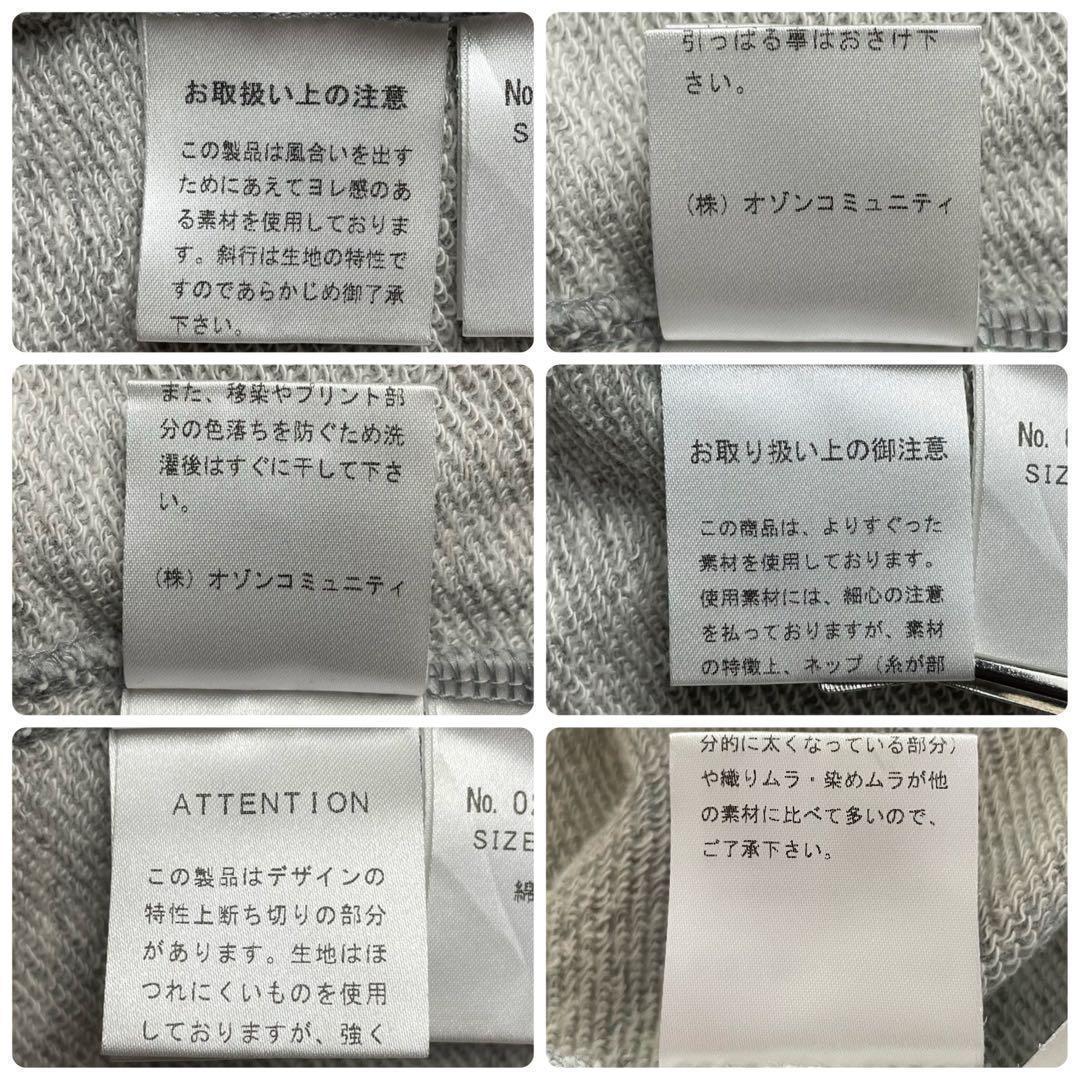 お取扱い上の注意
この製品は風合いを出す
ためにあえてヨレ感のあ
る素材を使用しておりま
す。斜行は生地の特性で
すのであらかじめ御了承
下さい。
No
S
引っぱる事はおさけ下
さい。
(株)オゾンコミュニティ
また、移染やプリント部
分の色落ちを防ぐため洗
濯後はすぐに干して下さ
い。
(株)オゾンコミュニティ
お取り扱い上の御注意
この商品は、よりすぐった
素材を使用しております。
使用素材には、細心の注意
を払っておりますが、素材
の特徴上、ネップ(糸が部
No. 0
SIZ
ATTENTION
この製品はデザインの
特性上断ち切りの部分
があります。生地はほ
つれにくいものを使用
しておりますが、強く
No. 0
SIZE
綿
分的に太くなっている部分)
や織りムラ・染めムラが他
の素材に比べて多いので、
ご了承下さい。